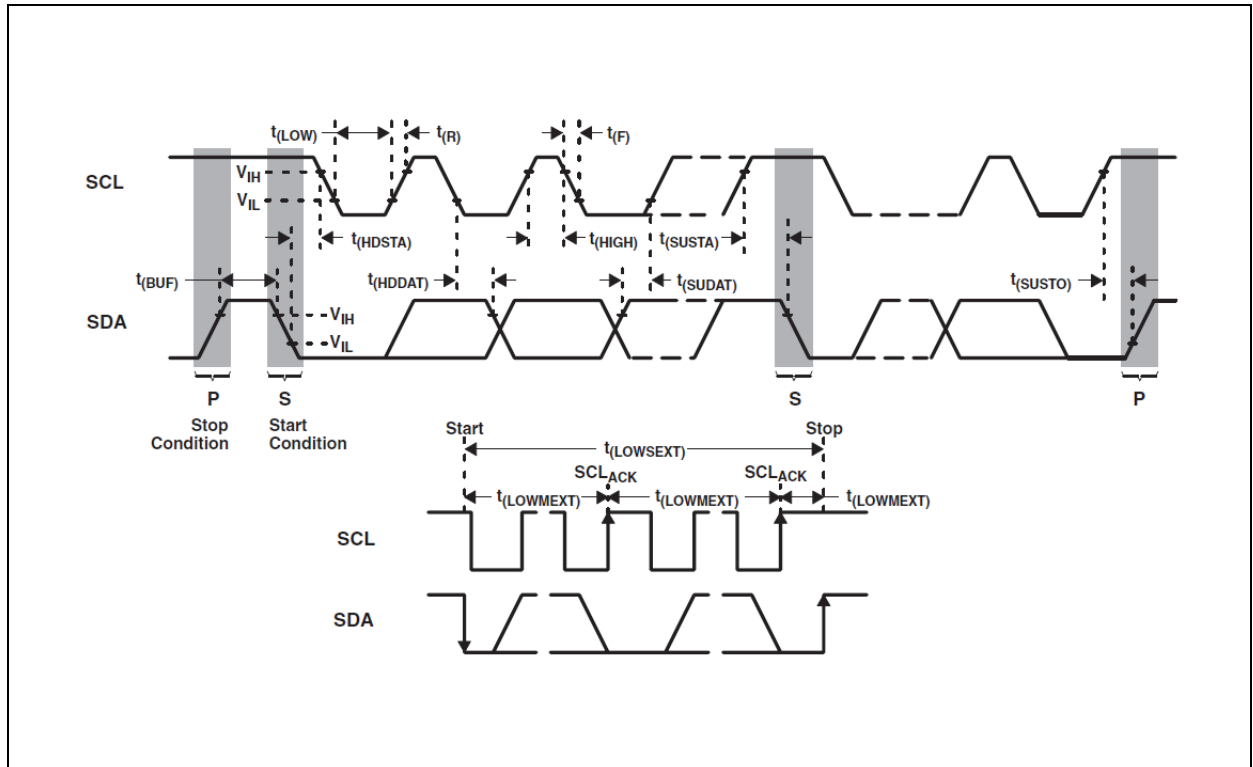 t(LOW)
t(R)
t(F)
SCL
VIH
VIL
t(HDSTA)
t(HIGH)
t(SUSTA)
t(BUF)
t(HDDAT)
t(SUDAT)
t(SUSTO)
SDA
VIH
VIL
P
S
S
P
Stop Condition
Start Condition
Start
Stop
t(LOWSEXT)
SCLACK
SCLACK
t(LOWMEXT)
t(LOWMEXT)
t(LOWMEXT)
SCL
SDA